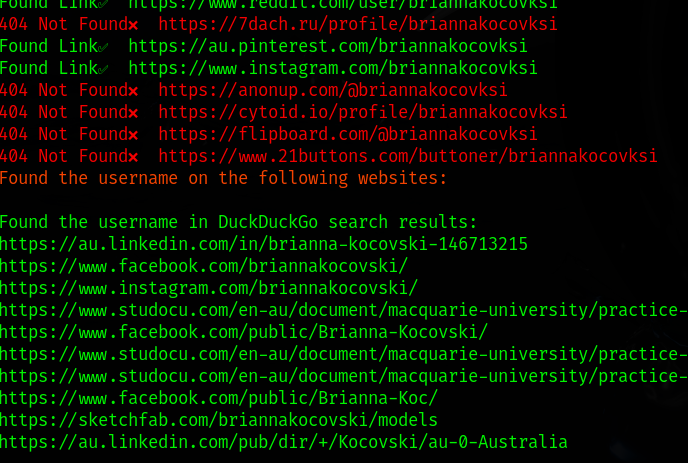 Found Link✅ https://www.reddit.com/user/briannakocovksi
404 Not Found❌ https://7dach.ru/profile/briannakocovksi
Found Link✅ https://au.pinterest.com/briannakocovksi
Found Link✅ https://www.instagram.com/briannakocovksi
404 Not Found❌ https://anonup.com/@briannakocovksi
404 Not Found❌ https://cytoid.io/profile/briannakocovksi
404 Not Found❌ https://flipboard.com/@briannakocovksi
404 Not Found❌ https://www.21buttons.com/buttoner/briannakocovksi
Found the username on the following websites:
Found the username in DuckDuckGo search results:
https://au.linkedin.com/in/brianna-kocovski-146713215
https://www.facebook.com/briannakocovski/
https://www.instagram.com/briannakocovski/
https://www.studocu.com/en-au/document/macquarie-university/practice-
https://www.facebook.com/public/Brianna-Kocovski/
https://www.studocu.com/en-au/document/macquarie-university/practice-
https://www.studocu.com/en-au/document/macquarie-university/practice-
https://www.facebook.com/public/Brianna-Koc/
https://sketchfab.com/briannakocovski/models
https://au.linkedin.com/pub/dir/+/Kocovski/au-0-Australia